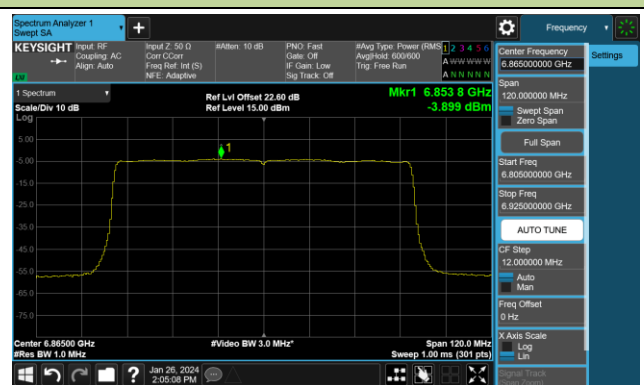 Spectrum Analyzer 1
Swept SA
Frequency
KEYSIGHT
Input: RF
Coupling: AC
Align: Auto
Input Z: 50 Ω
Corr CCorr
Freq Ref: Int (S)
NFE: Adaptive
#Atten: 10 dB
PNO: Fast
Gate: Off
IF Gain: Low
Sig Track: Off
#Avg Type: Power (RMS
Avg|Hold: 600/600
Trig: Free Run
1 2 3 4 5 6
A W W W W W
A N N N N N
LW
1 Spectrum
Scale/Div 10 dB
Log
Ref Lvl Offset 22.60 dB
Ref Level 15.00 dBm
Mkr1 6.853 8 GHz
-3.899 dBm
5.00
-5.00
-15.0
-25.0
-35.0
-45.0
-55.0
-65.0
-75.0
1
Center 6.86500 GHz
#Res BW 1.0 MHz
#Video BW 3.0 MHz*
Span 120.0 MHz
Sweep 1.00 ms (301 pts)
Jan 26, 2024
2:05:08 PM
Center Frequency
6.865000000 GHz
Settings
Span
120.000000 MHz
Swept Span
Zero Span
Full Span
Start Freq
6.805000000 GHz
Stop Freq
6.925000000 GHz
AUTO TUNE
CF Step
12.000000 MHz
Auto
Man
Freq Offset
0 Hz
X Axis Scale
Log
Lin
Signal Track
(Span Zoom)